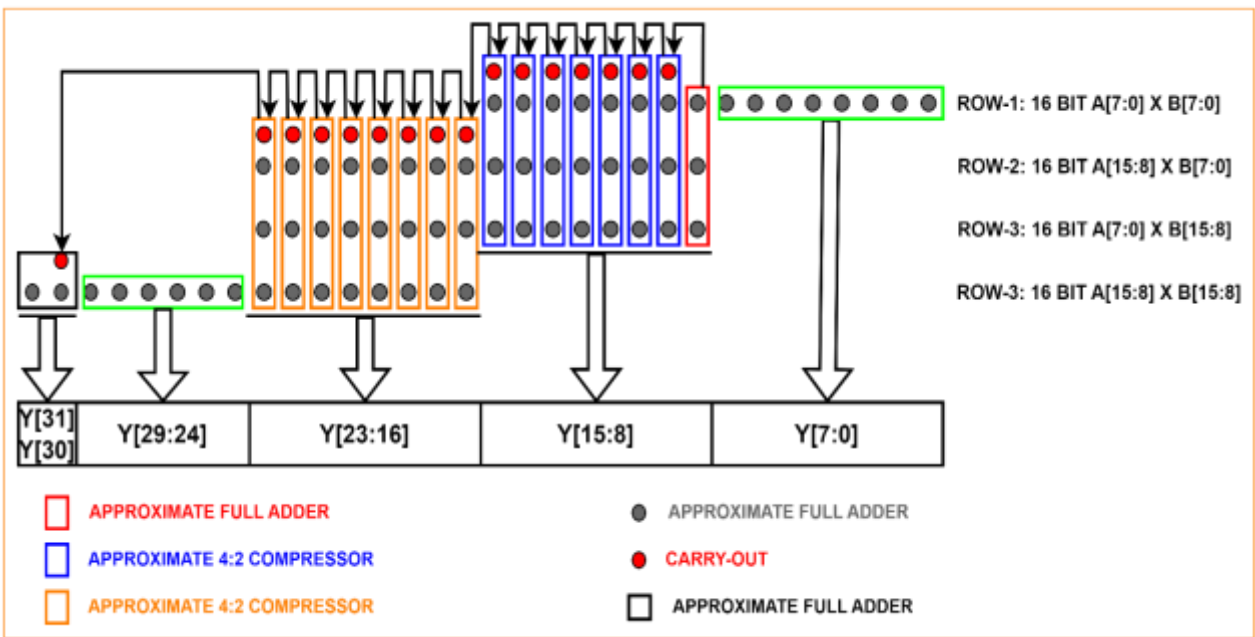 ROW-1: 16 BIT A[7:0] X B[7:0]
ROW-2: 16 BIT A[15:8] X B[7:0]
ROW-3: 16 BIT A[7:0] X B[15:8]
ROW-3: 16 BIT A[15:8] X B[15:8]
Y[31]
Y[30]
Y[29:24]
Y[23:16]
Y[15:8]
Y[7:0]
APPROXIMATE FULL ADDER
APPROXIMATE FULL ADDER
APPROXIMATE 4:2 COMPRESSOR
CARRY-OUT
APPROXIMATE 4:2 COMPRESSOR
APPROXIMATE FULL ADDER